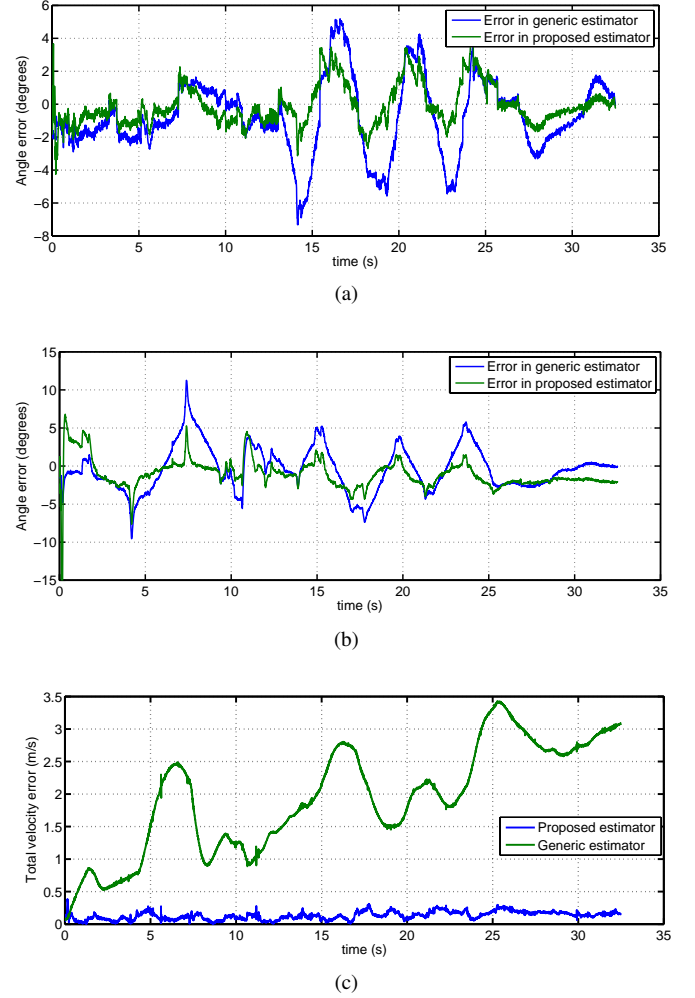 6
4
2
0
−2
−4
−6
−8
Angle error (degrees)
Error in generic estimator
Error in proposed estimator
0 5 10 15 20 25 30 35
time (s)
(a)
15
10
5
0
−5
−10
−15
Angle error (degrees)
Error in generic estimator
Error in proposed estimator
0 5 10 15 20 25 30 35
time (s)
(b)
3.5
3
2.5
2
1.5
1
0.5
0
Total velocity error (m/s)
Proposed estimator
Generic estimator
0 5 10 15 20 25 30 35
time (s)
(c)